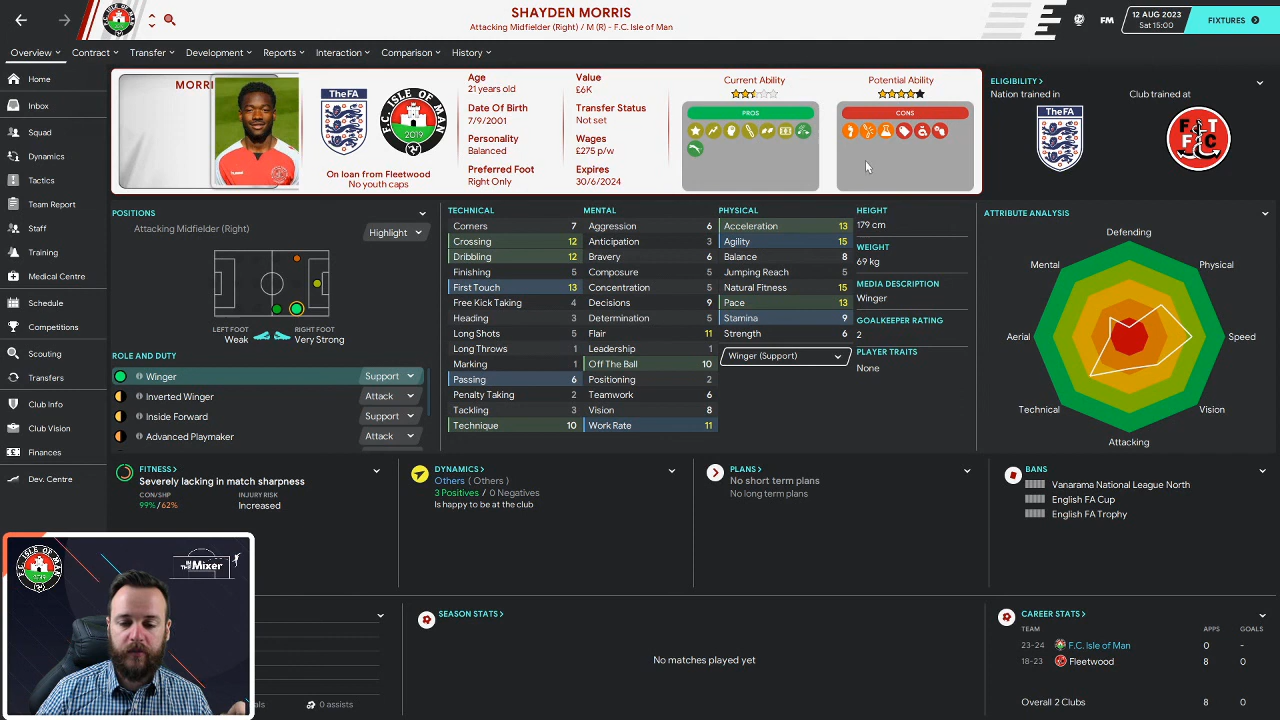 SHAYDEN MORRIS
Attacking Midfielder (Right) / M (R) - F.C. Isle of Man
FM
12 AUG 2023
Sat 15:00
FIXTURES
Overview
Contract
Transfer
Development
Reports
Interaction
Comparison
History
Home
Inbox
Squad
Dynamics
Tactics
Team Report
Staff
Training
Medical Centre
Schedule
Competitions
Scouting
Transfers
Club Info
Club Vision
Finances
Dev. Centre
MORRI
The FA
F.C. ISLE OF MAN
2019
On loan from Fleetwood
No youth caps
Age
21 years old
Date Of Birth
7/9/2001
Personality
Balanced
Preferred Foot
Right Only
Value
£6K
Transfer Status
Not set
Wages
£275 p/w
Expires
30/6/2024
Current Ability
PROS
Potential Ability
CONS
ELIGIBILITY >
Nation trained in
The FA
Club trained at
F T
F C
POSITIONS
Attacking Midfielder (Right)
Highlight
LEFT FOOT
Weak
RIGHT FOOT
Very Strong
ROLE AND DUTY
Winger Support
Inverted Winger Attack
Inside Forward Support
Advanced Playmaker Attack
TECHNICAL
Corners 7
Crossing 12
Dribbling 12
Finishing 5
First Touch 13
Free Kick Taking 4
Heading 3
Long Shots 5
Long Throws 1
Marking 1
Passing 6
Penalty Taking 2
Tackling 3
Technique 10
MENTAL
Aggression 6
Anticipation 3
Bravery 6
Composure 5
Concentration 5
Decisions 9
Determination 5
Flair 11
Leadership 1
Off The Ball 10
Positioning 2
Teamwork 6
Vision 8
Work Rate 11
PHYSICAL
Acceleration 13
Agility 15
Balance 8
Jumping Reach 5
Natural Fitness 15
Pace 13
Stamina 9
Strength 6
Winger (Support)
HEIGHT
179 cm
WEIGHT
69 kg
MEDIA DESCRIPTION
Winger
GOALKEEPER RATING
2
PLAYER TRAITS
None
ATTRIBUTE ANALYSIS
Defending
Physical
Speed
Vision
Attacking
Technical
Aerial
Mental
FITNESS >
Severely lacking in match sharpness
CON/SHP
99% / 62%
INJURY RISK
Increased
DYNAMICS >
Others ( Others )
3 Positives / 0 Negatives
Is happy to be at the club
PLANS >
No short term plans
No long term plans
BANS
Vanarama National League North
English FA Cup
English FA Trophy
F.C. ISLE OF MAN
2019
IN THE Mixer
als
0 assists
SEASON STATS >
No matches played yet
CAREER STATS >
TEAM APPS GOALS
23-24 F.C. Isle of Man 0 -
18-23 Fleetwood 8 0
Overall 2 Clubs 8 0